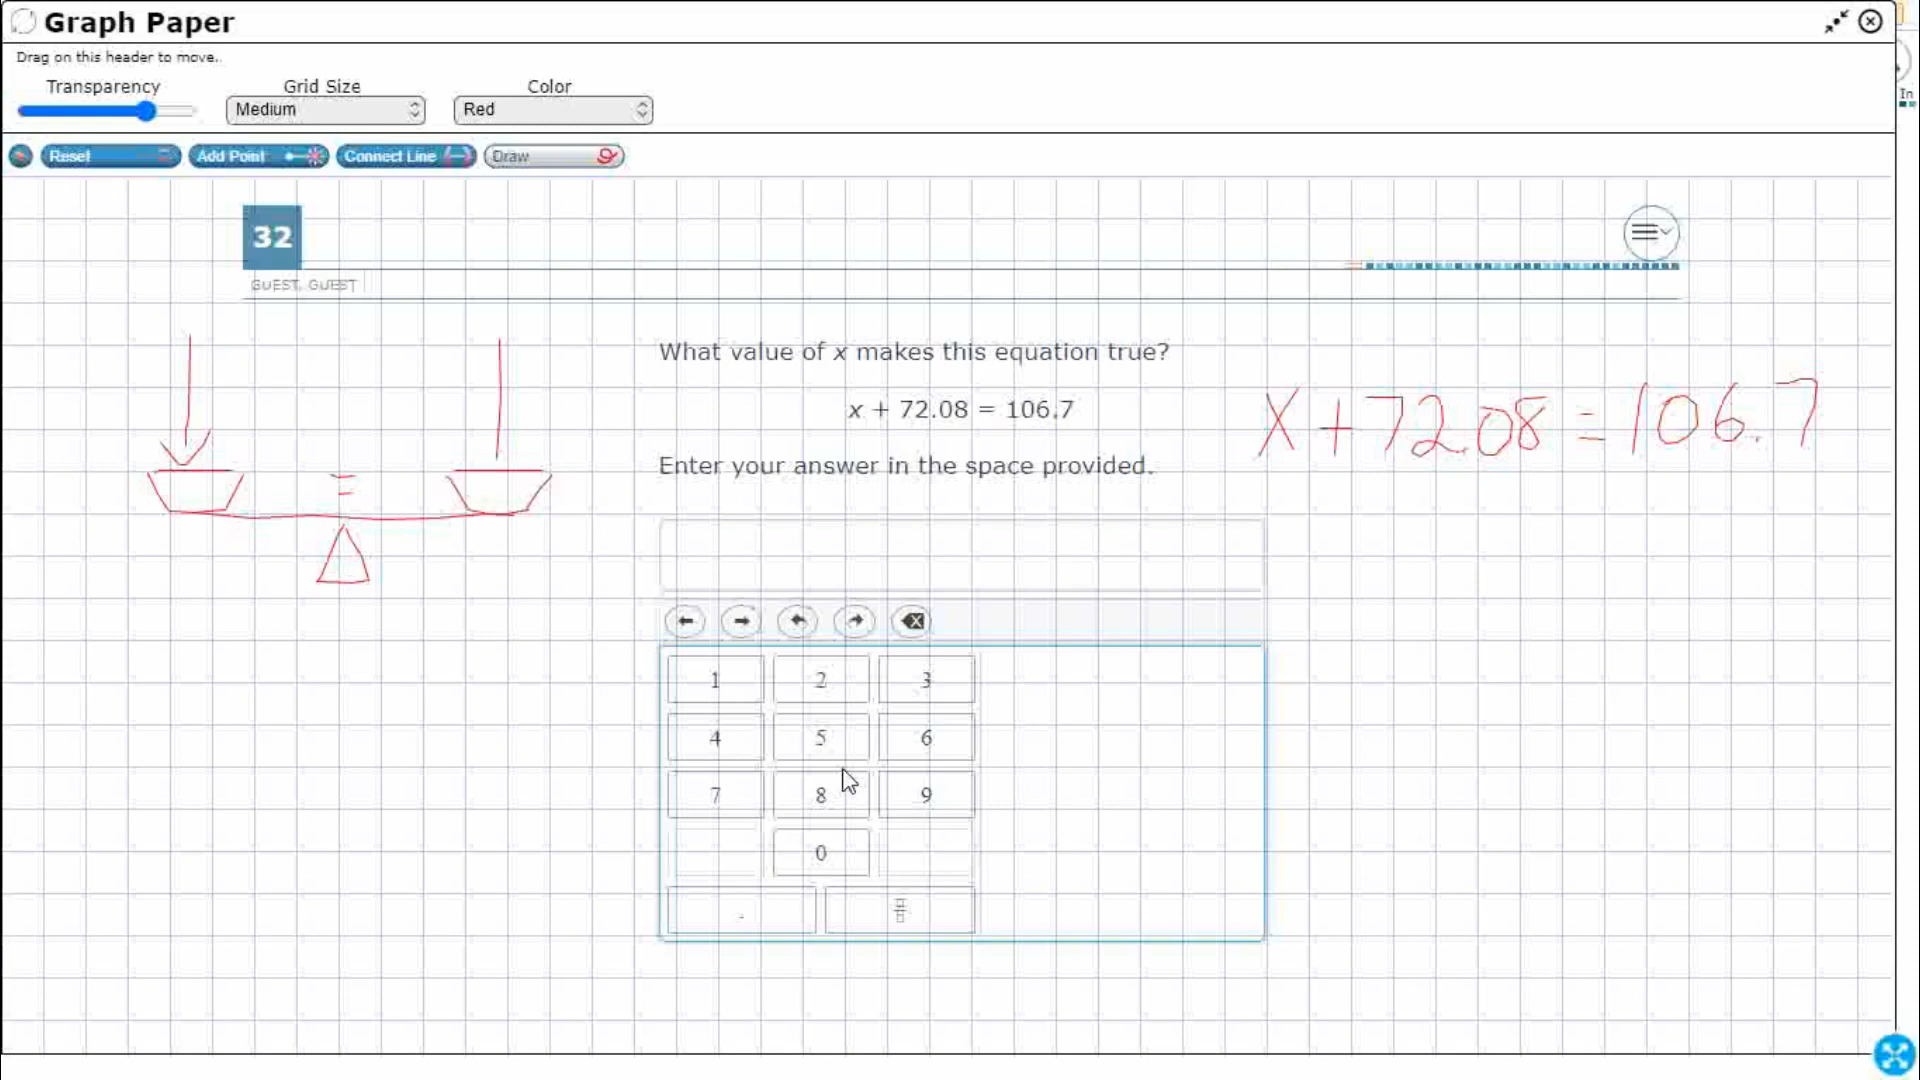 Graph Paper
Drag on this header to move..
Transparency
Grid Size
Color
Medium
Red
Reset
Add Point
Connect Line
Draw
In
32
GUEST, GUEST
What value of x makes this equation true?
x + 72.08 = 106.7
X+72.08=106.7
Enter your answer in the space provided.
=
1 2 3
4 5 6
7 8 9
0
.